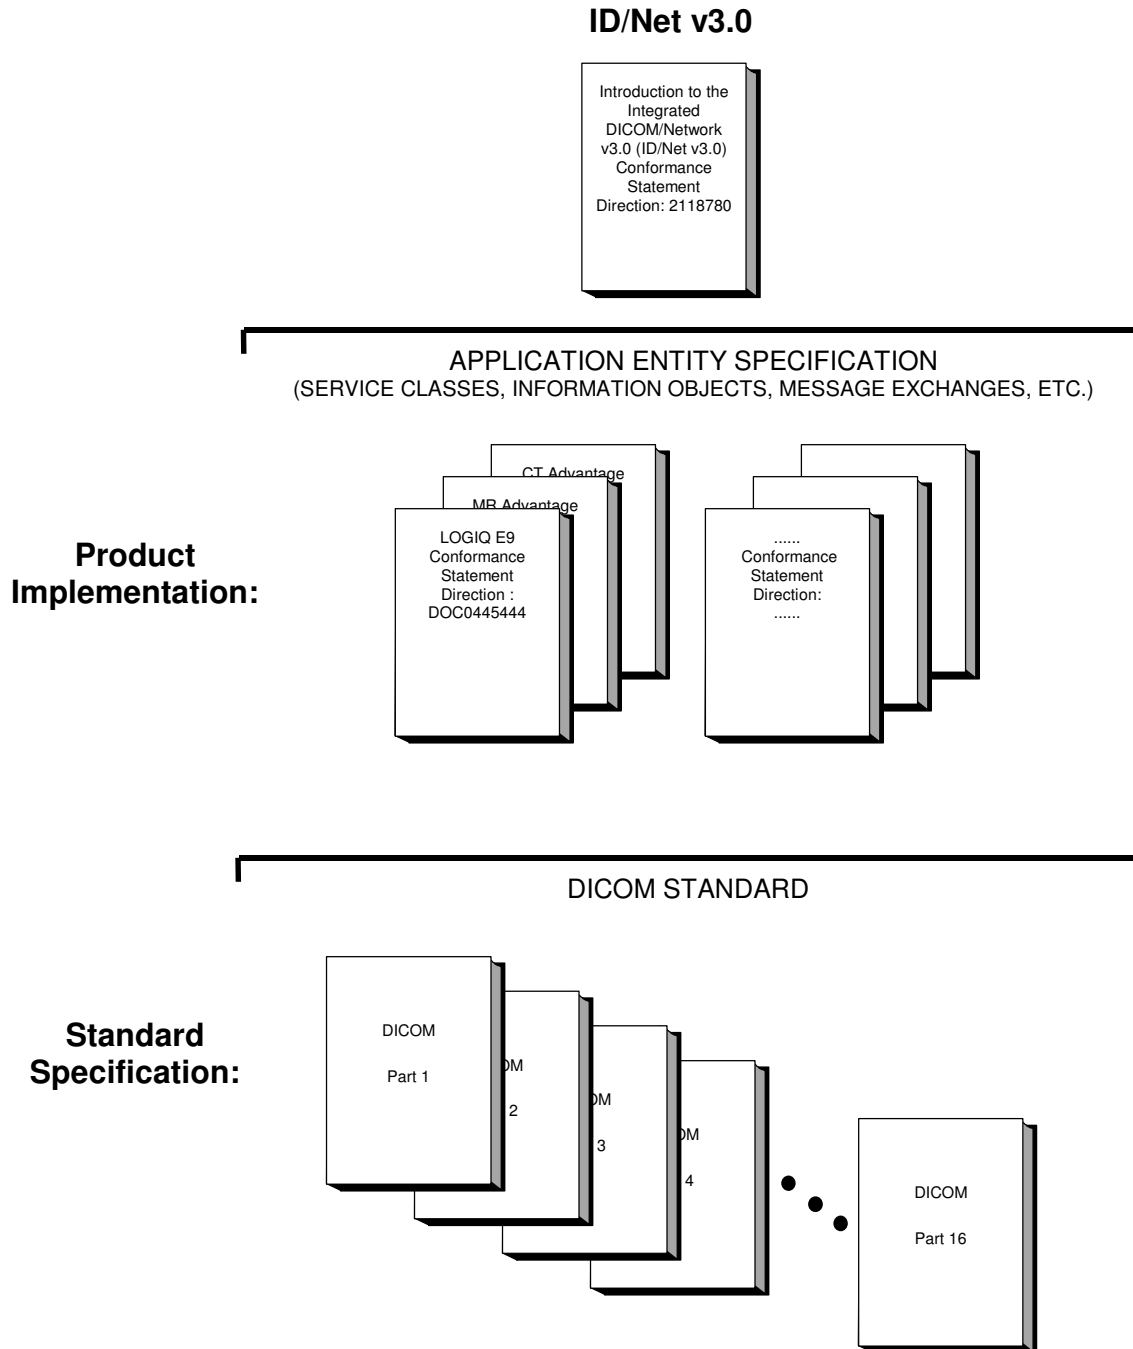 ID/Net v3.0
Introduction to the
Integrated
DICOM/Network
v3.0 (ID/Net v3.0)
Conformance
Statement
Direction: 2118780
APPLICATION ENTITY SPECIFICATION
(SERVICE CLASSES, INFORMATION OBJECTS, MESSAGE EXCHANGES, ETC.)
Product
Implementation:
CT Advantage
MR Advantage
LOGIQ E9
Conformance
Statement
Direction :
DOC0445444
......
Conformance
Statement
Direction:
......
DICOM STANDARD
Standard
Specification:
DICOM
Part 1
OM
2
OM
3
OM
4
DICOM
Part 16